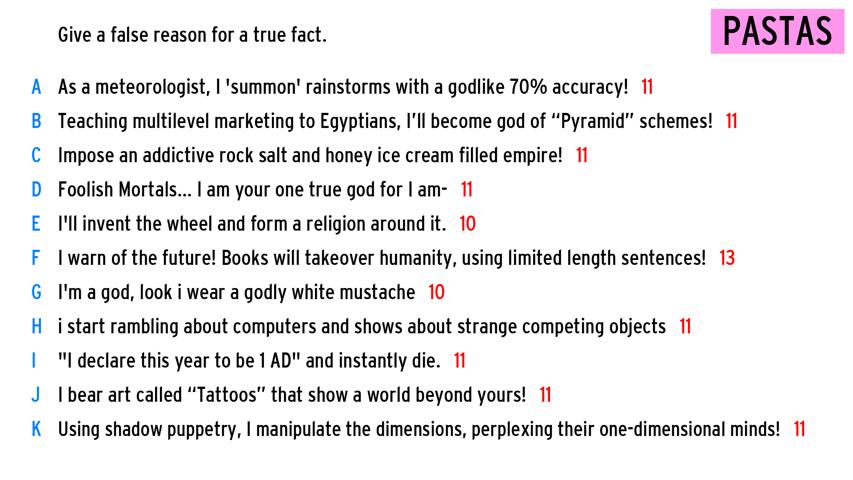 Give a false reason for a true fact.
PASTAS
A As a meteorologist, I 'summon' rainstorms with a godlike 70% accuracy! 11
B Teaching multilevel marketing to Egyptians, I’ll become god of “Pyramid” schemes! 11
C Impose an addictive rock salt and honey ice cream filled empire! 11
D Foolish Mortals... I am your one true god for I am- 11
E I'll invent the wheel and form a religion around it. 10
F I warn of the future! Books will takeover humanity, using limited length sentences! 13
G I'm a god, look i wear a godly white mustache 10
H i start rambling about computers and shows about strange competing objects 11
I "I declare this year to be 1 AD" and instantly die. 11
J I bear art called “Tattoos” that show a world beyond yours! 11
K Using shadow puppetry, I manipulate the dimensions, perplexing their one-dimensional minds! 11